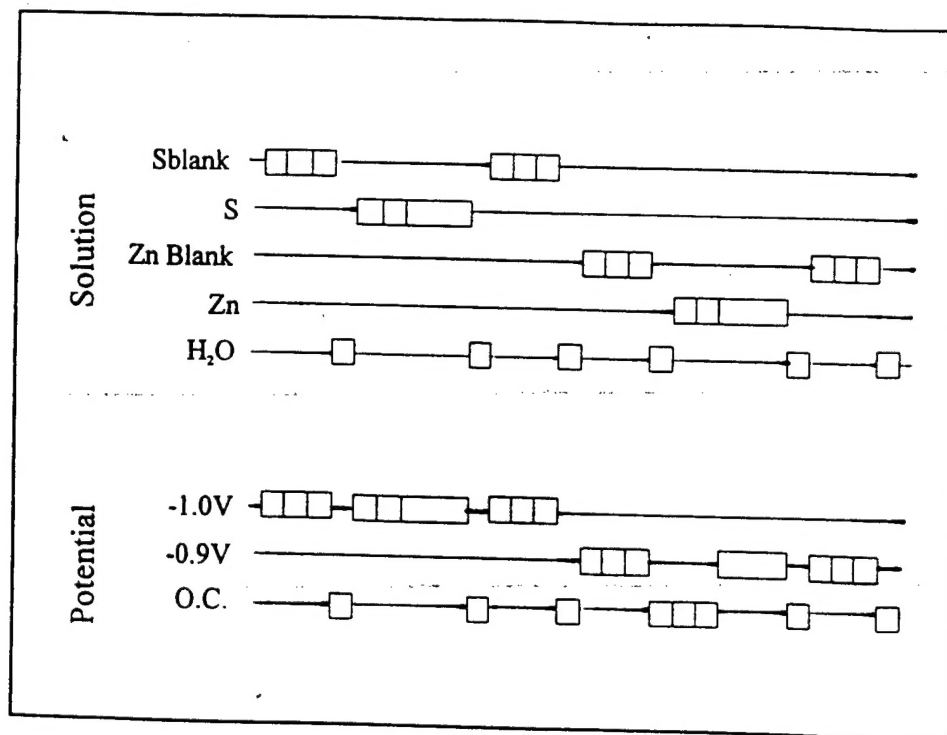 Solution
Sblank
S
Zn Blank
Zn
H₂O
Potential
-1.0V
-0.9V
O.C.